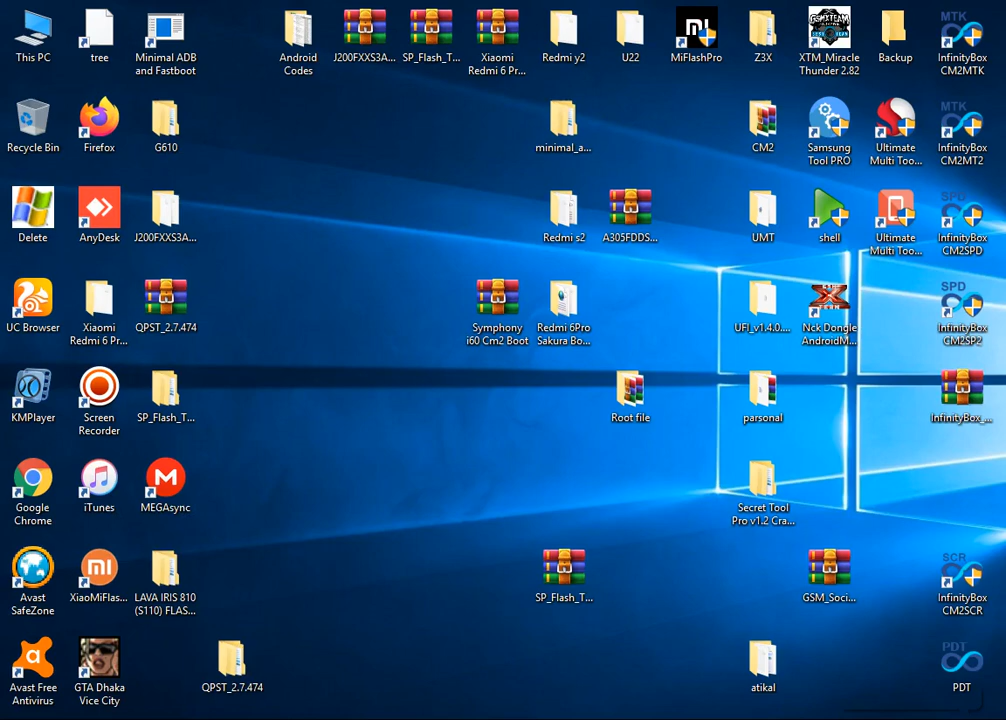 This PC
tree
Minimal ADB
and Fastboot
Android
Codes
J200FXXS3A...
SP_Flash_T...
Xiaomi
Redmi 6 Pr...
Redmi y2
U22
MiFlashPro
Z3X
XTM_Miracle
Thunder 2.82
Backup
MTK
InfinityBox
CM2MTK
Recycle Bin
Firefox
G610
minimal_a...
CM2
Samsung
Tool PRO
Ultimate
Multi Too...
MTK
InfinityBox
CM2MT2
Delete
AnyDesk
J200FXXS3A...
Redmi s2
A305FDDS...
UMT
shell
Ultimate
Multi Too...
SPD
InfinityBox
CM2SPD
UC Browser
Xiaomi
Redmi 6 Pr...
QPST_2.7.474
Symphony
i60 Cm2 Boot
Redmi 6Pro
Sakura Bo...
UFI_v1.4.0....
Nck Dongle
AndroidM...
SPD
InfinityBox
CM2SP2
KMPlayer
Screen
Recorder
SP_Flash_T...
Root file
parsonal
InfinityBox_...
Google
Chrome
iTunes
MEGAsync
Secret Tool
Pro v1.2 Cra...
Avast
SafeZone
XiaoMiFlas...
LAVA IRIS 810
(S110) FLAS...
SP_Flash_T...
GSM_Soci...
SCR
InfinityBox
CM2SCR
Avast Free
Antivirus
GTA Dhaka
Vice City
QPST_2.7.474
atikal
PDT
PDT